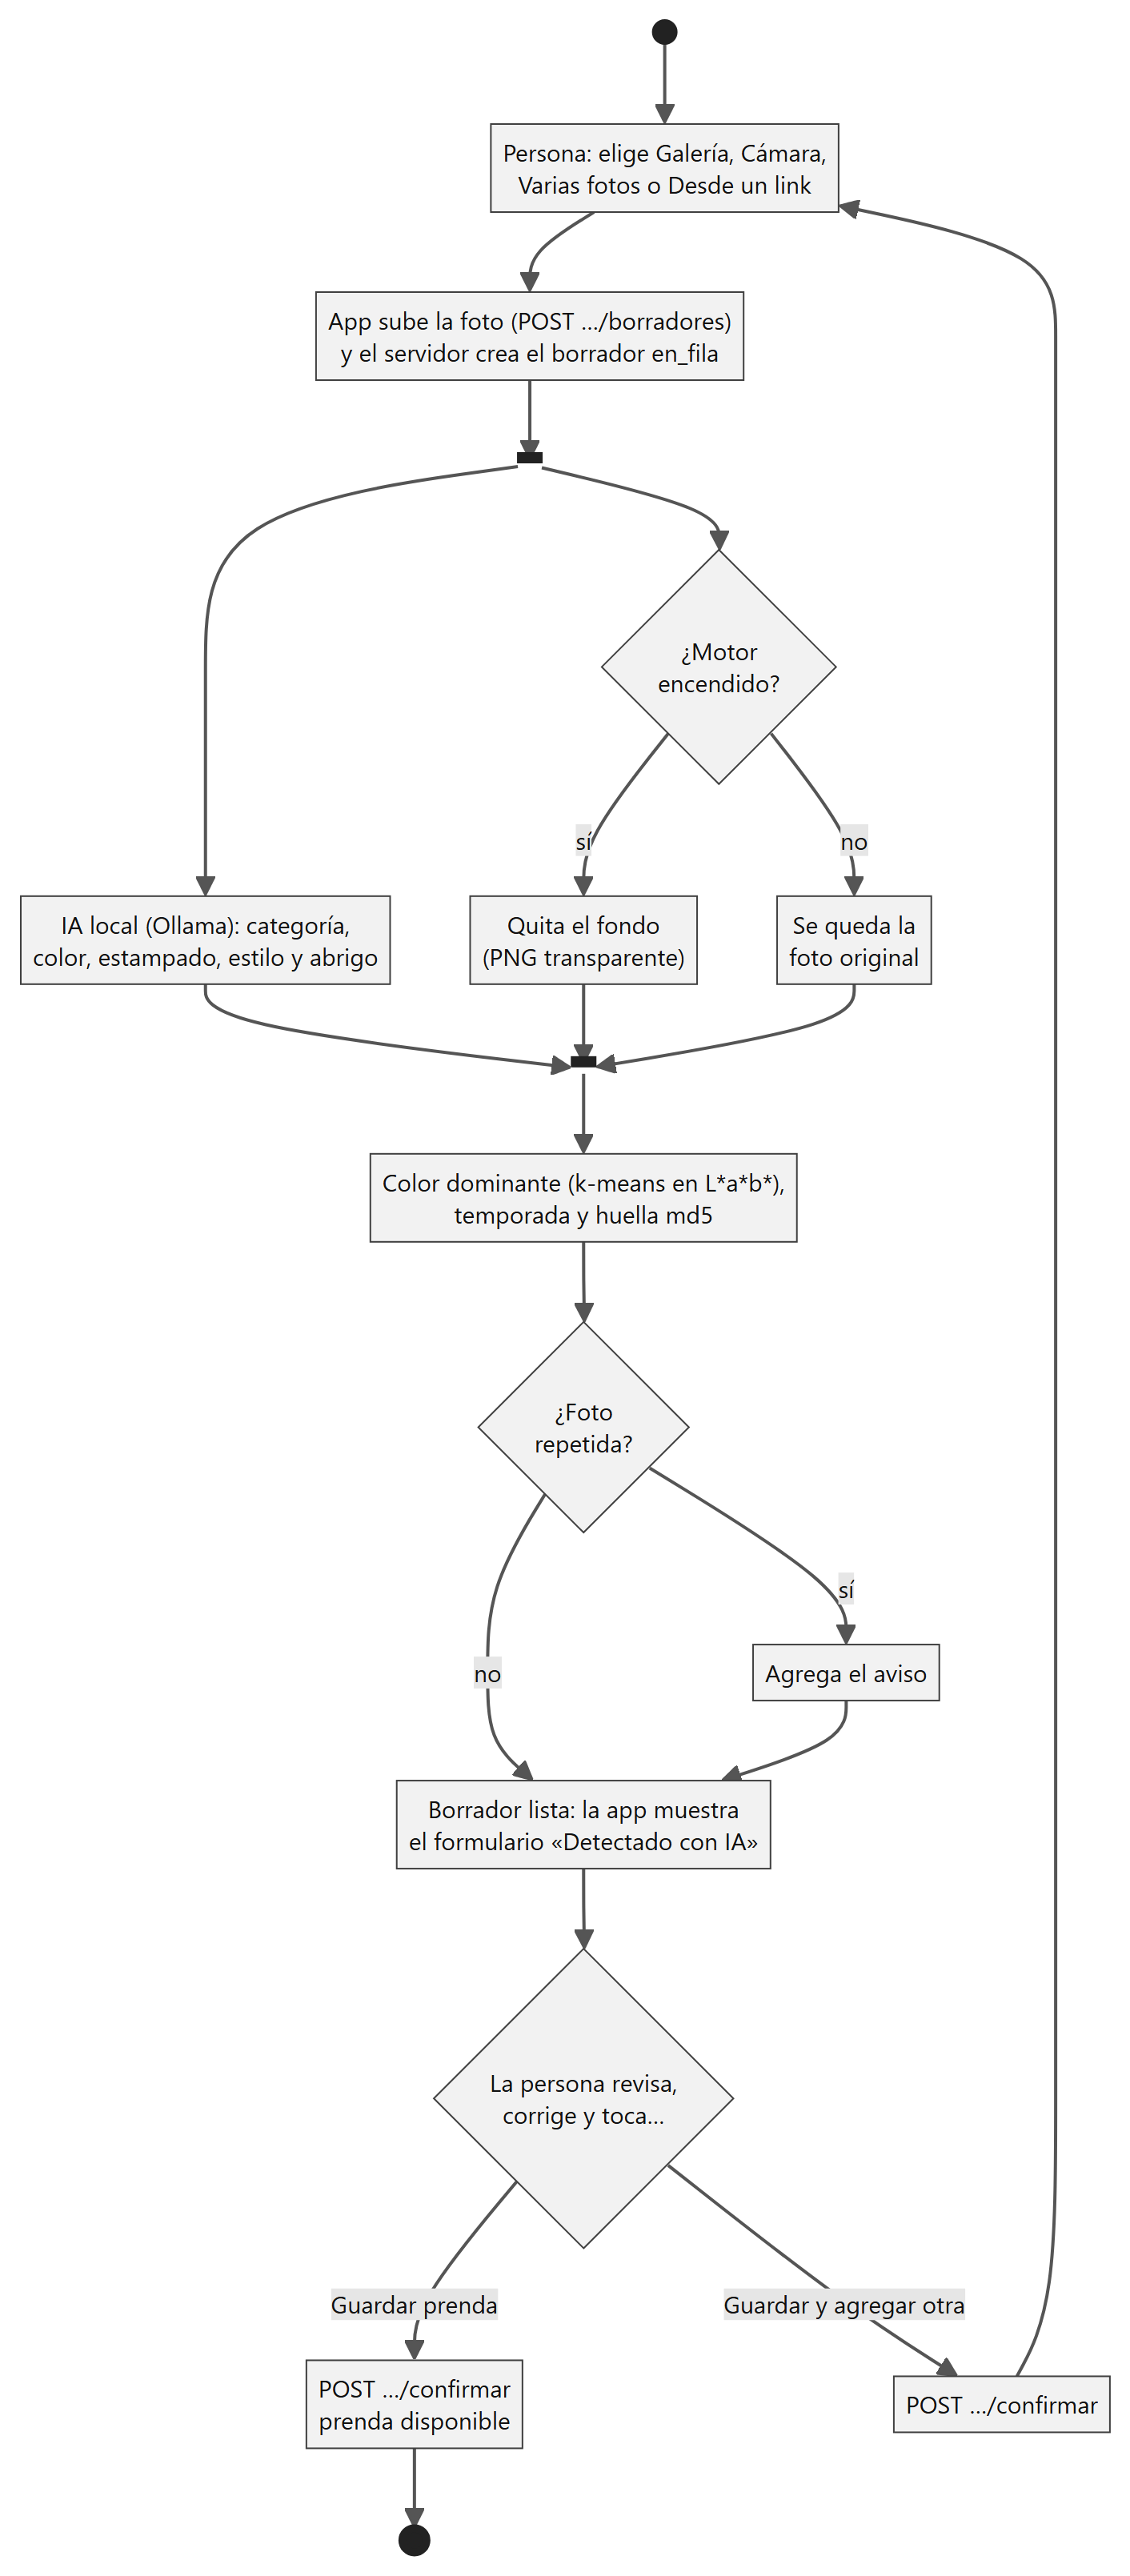 Persona: elige Galería, Cámara,
Varias fotos o Desde un link
App sube la foto (POST .../borradores)
y el servidor crea el borrador en_fila
¿Motor
encendido?
sí
no
IA local (Ollama): categoría,
color, estampado, estilo y abrigo
Quita el fondo
(PNG transparente)
Se queda la
foto original
Color dominante (k-means en L*a*b*),
temporada y huella md5
¿Foto
repetida?
sí
no
Agrega el aviso
Borrador lista: la app muestra
el formulario «Detectado con IA»
La persona revisa,
corrige y toca...
Guardar prenda
Guardar y agregar otra
POST .../confirmar
prenda disponible
POST .../confirmar